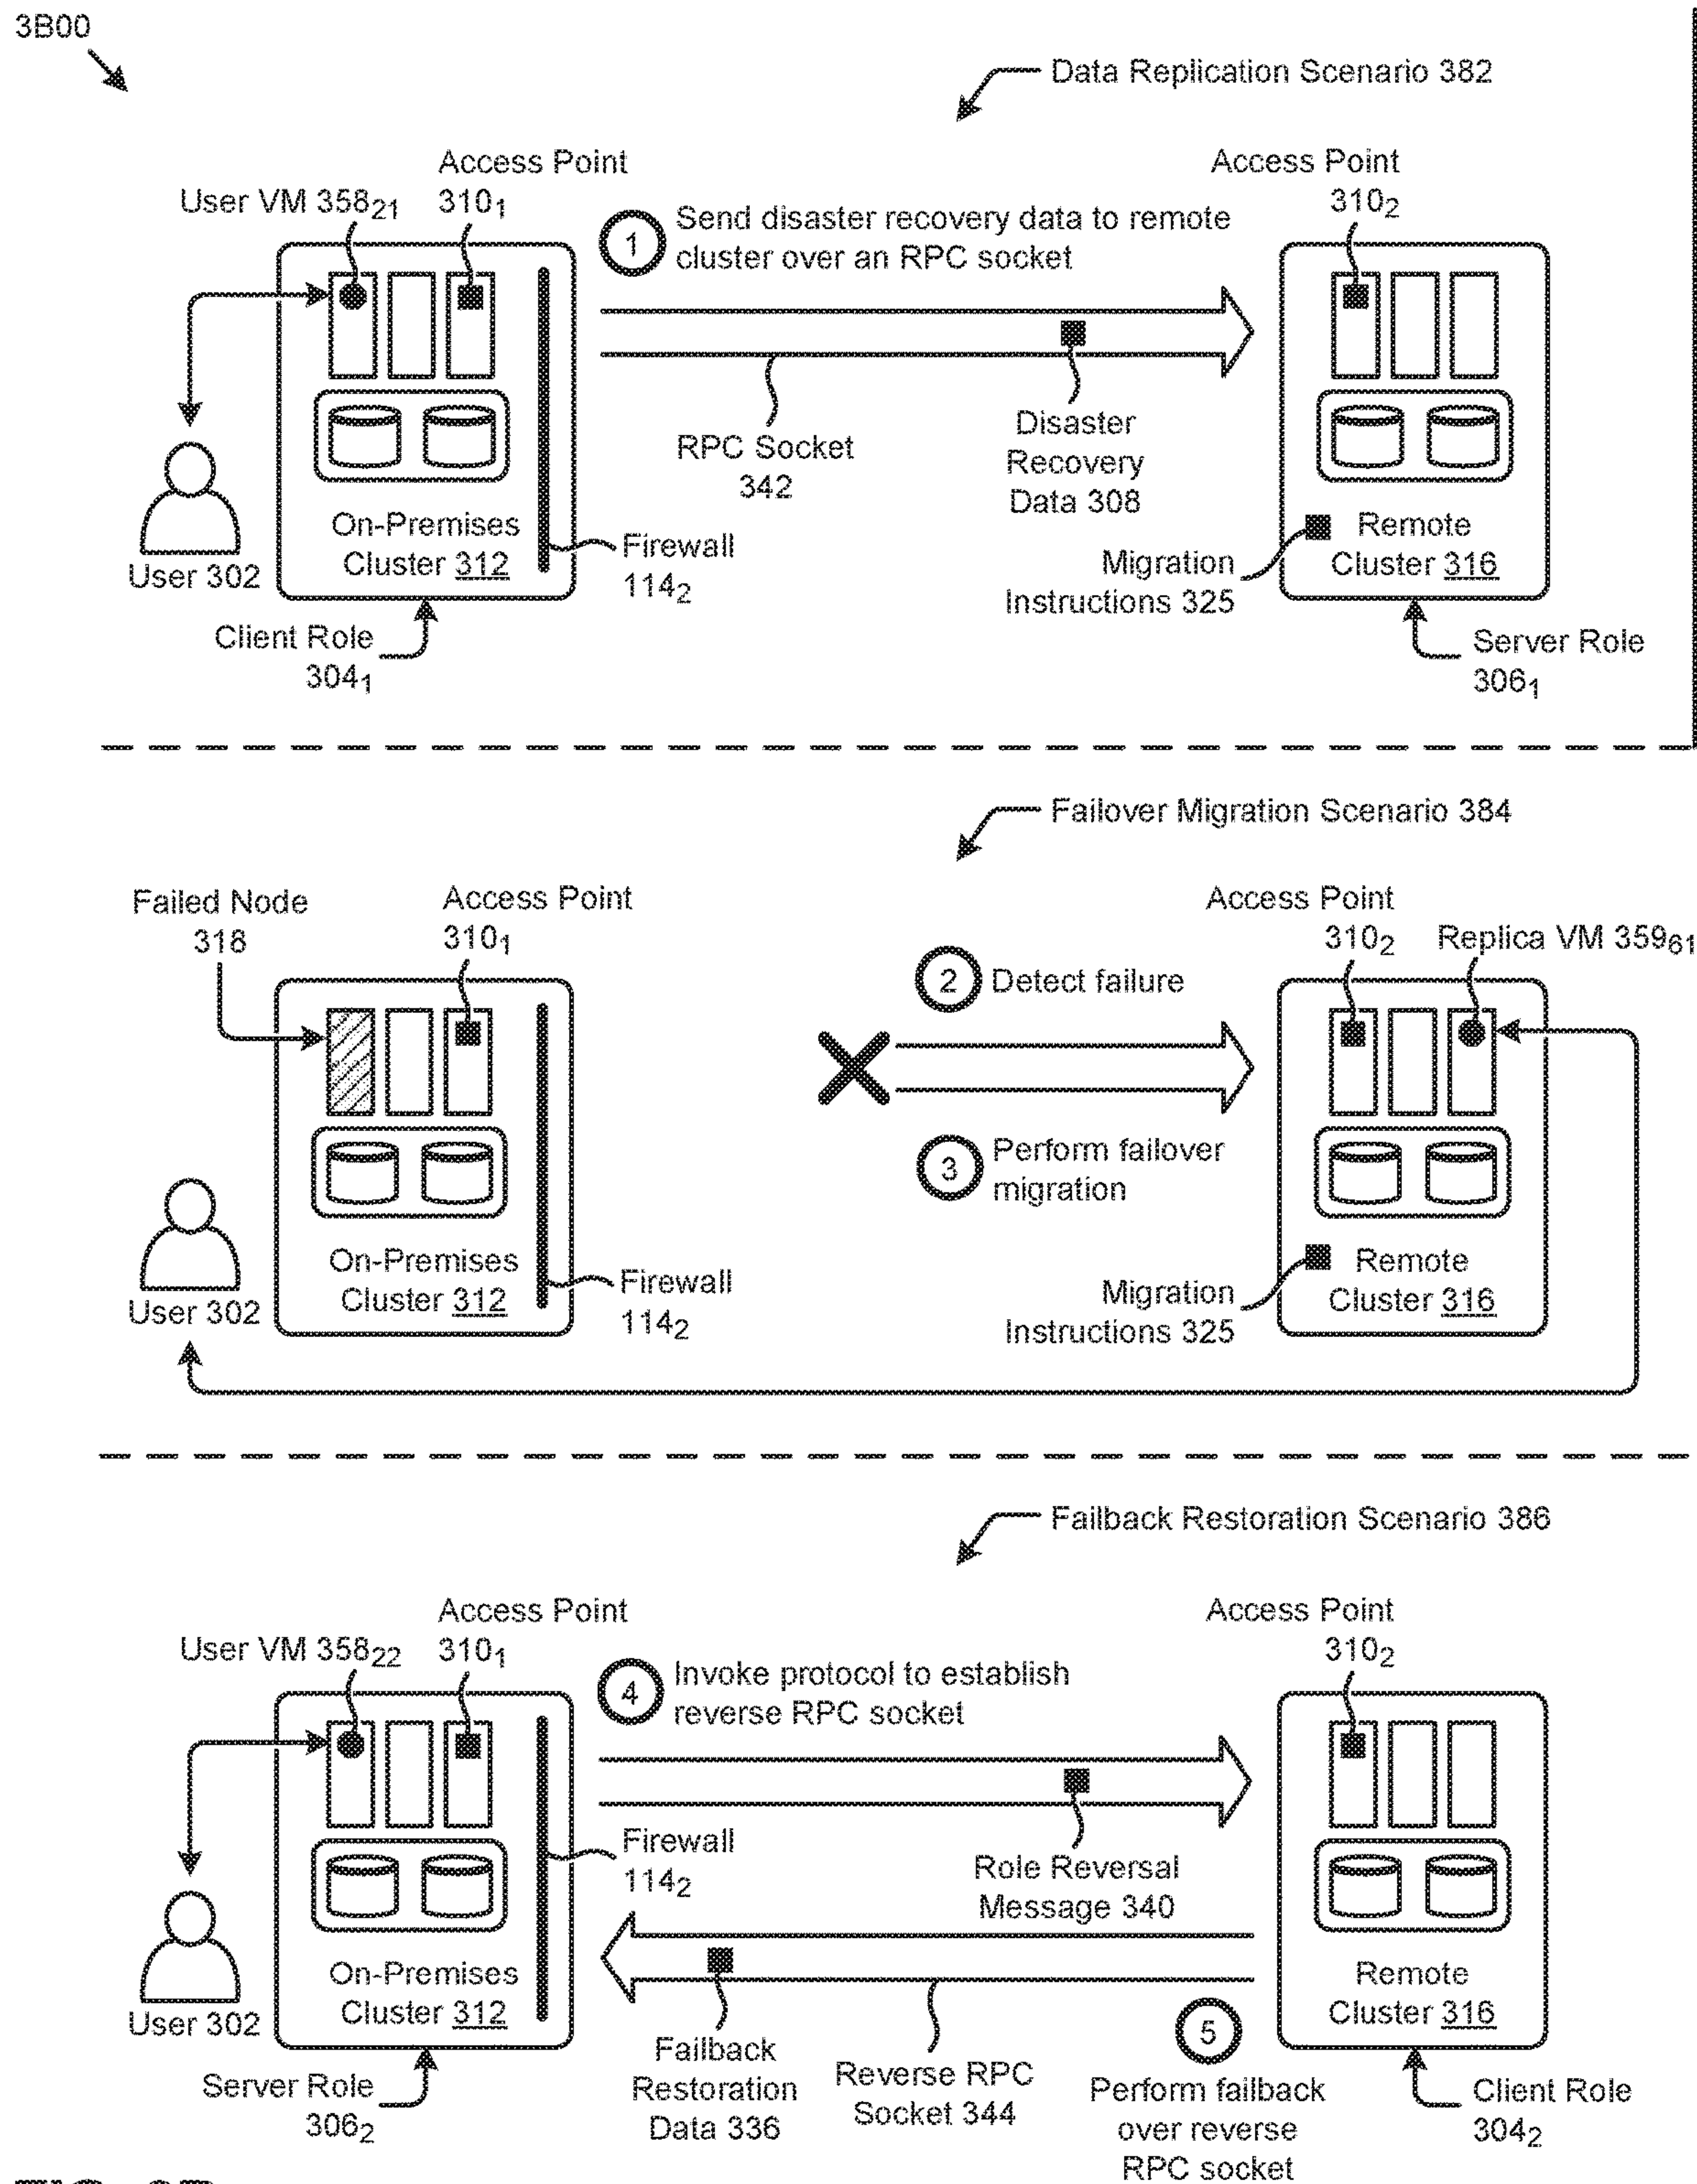 3B00
Data Replication Scenario 382
Access Point
310₁
User VM 358₂₁
Access Point
310₂
1
Send disaster recovery data to remote
cluster over an RPC socket
RPC Socket
342
Disaster
Recovery
Data 308
On-Premises
Cluster 312
User 302
Firewall
114₂
Migration
Instructions 325
Remote
Cluster 316
Client Role
304₁
Server Role
306₁
Failover Migration Scenario 384
Failed Node
318
Access Point
310₁
Access Point
310₂
Replica VM 359₆₁
2
Detect failure
3
Perform failover
migration
On-Premises
Cluster 312
User 302
Firewall
114₂
Migration
Instructions 325
Remote
Cluster 316
Failback Restoration Scenario 386
Access Point
310₁
User VM 358₂₂
Access Point
310₂
4
Invoke protocol to establish
reverse RPC socket
Firewall
114₂
Role Reversal
Message 340
On-Premises
Cluster 312
User 302
Remote
Cluster 316
Failback
Restoration
Data 336
Reverse RPC
Socket 344
5
Perform failback
over reverse
RPC socket
Server Role
306₂
Client Role
304₂